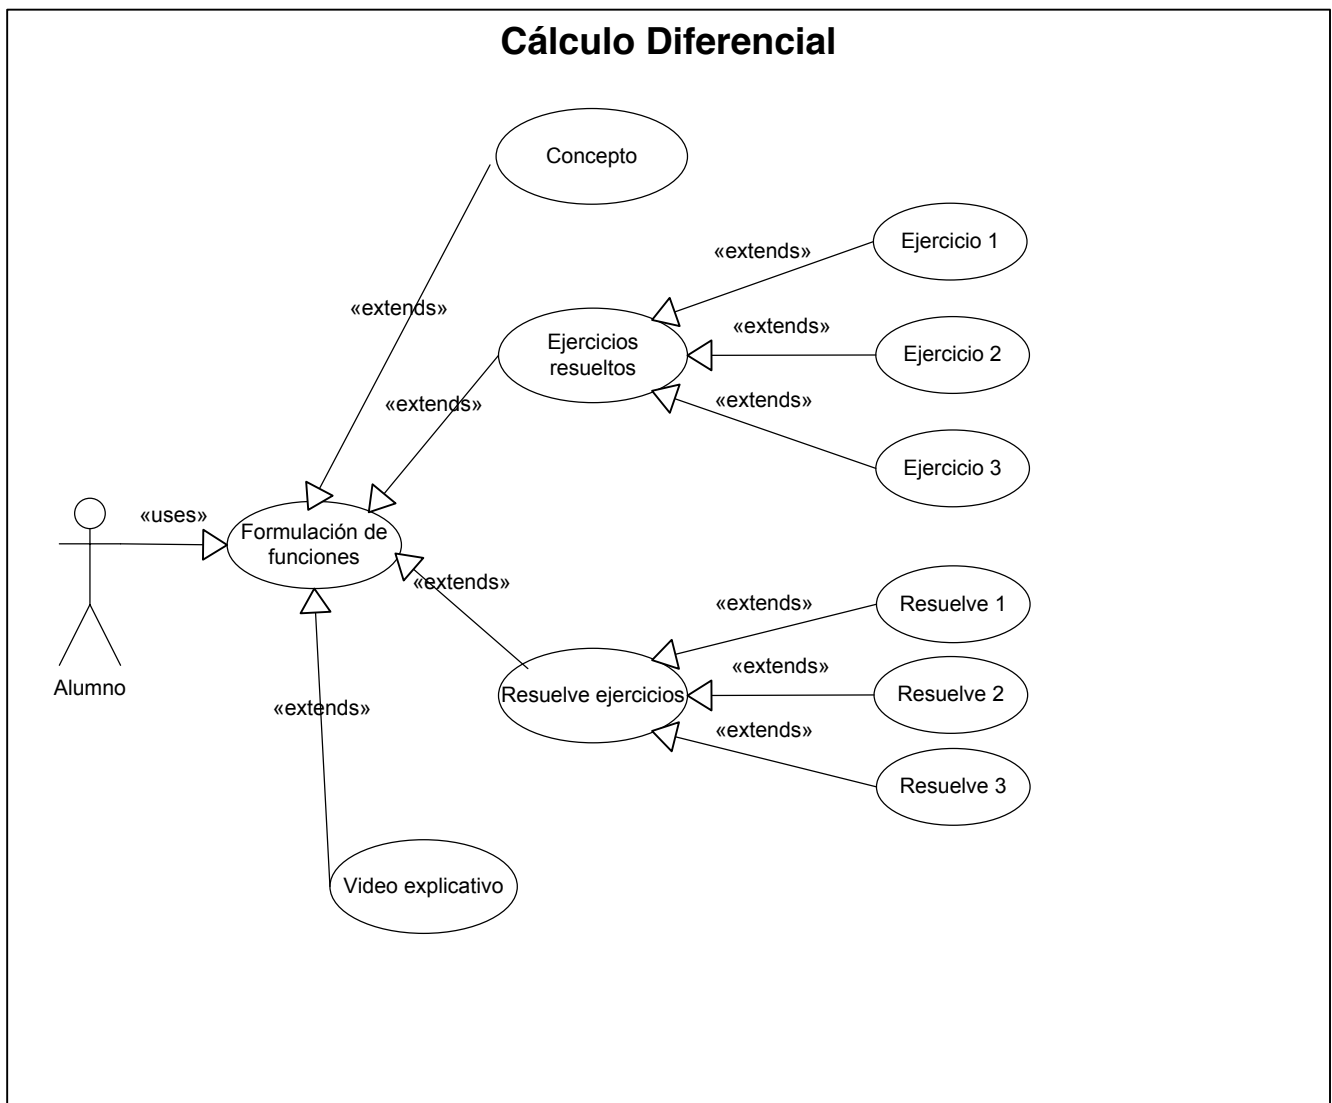 Cálculo Diferencial
Concepto
«extends»
Ejercicio 1
«extends»
«extends»
Ejercicios
resueltos
Ejercicio 2
«extends»
«extends»
Ejercicio 3
«uses»
Formulación de
funciones
«extends»
Alumno
«extends»
Resuelve 1
«extends»
Resuelve ejercicios
Resuelve 2
«extends»
«extends»
Resuelve 3
Video explicativo
«extends»